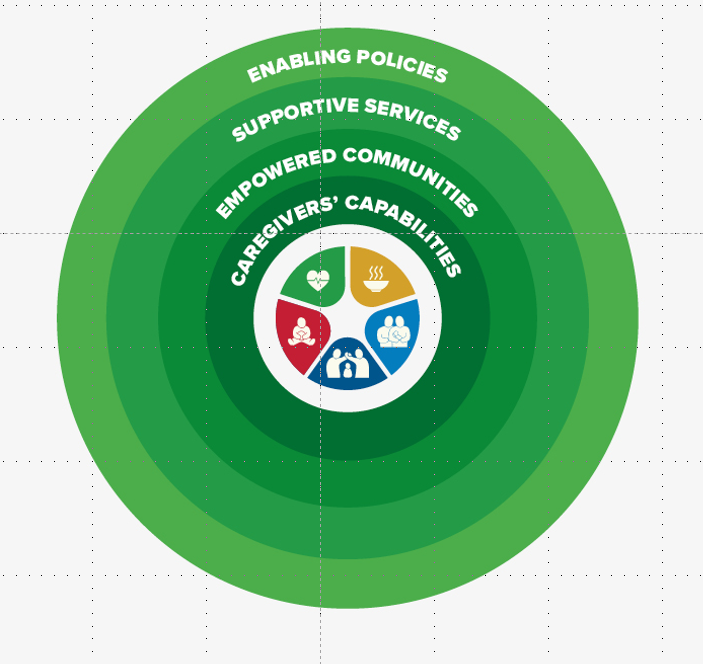 ENABLING POLICIES
SUPPORTIVE SERVICES
EMPOWERED COMMUNITIES
CAREGIVERS’ CAPABILITIES